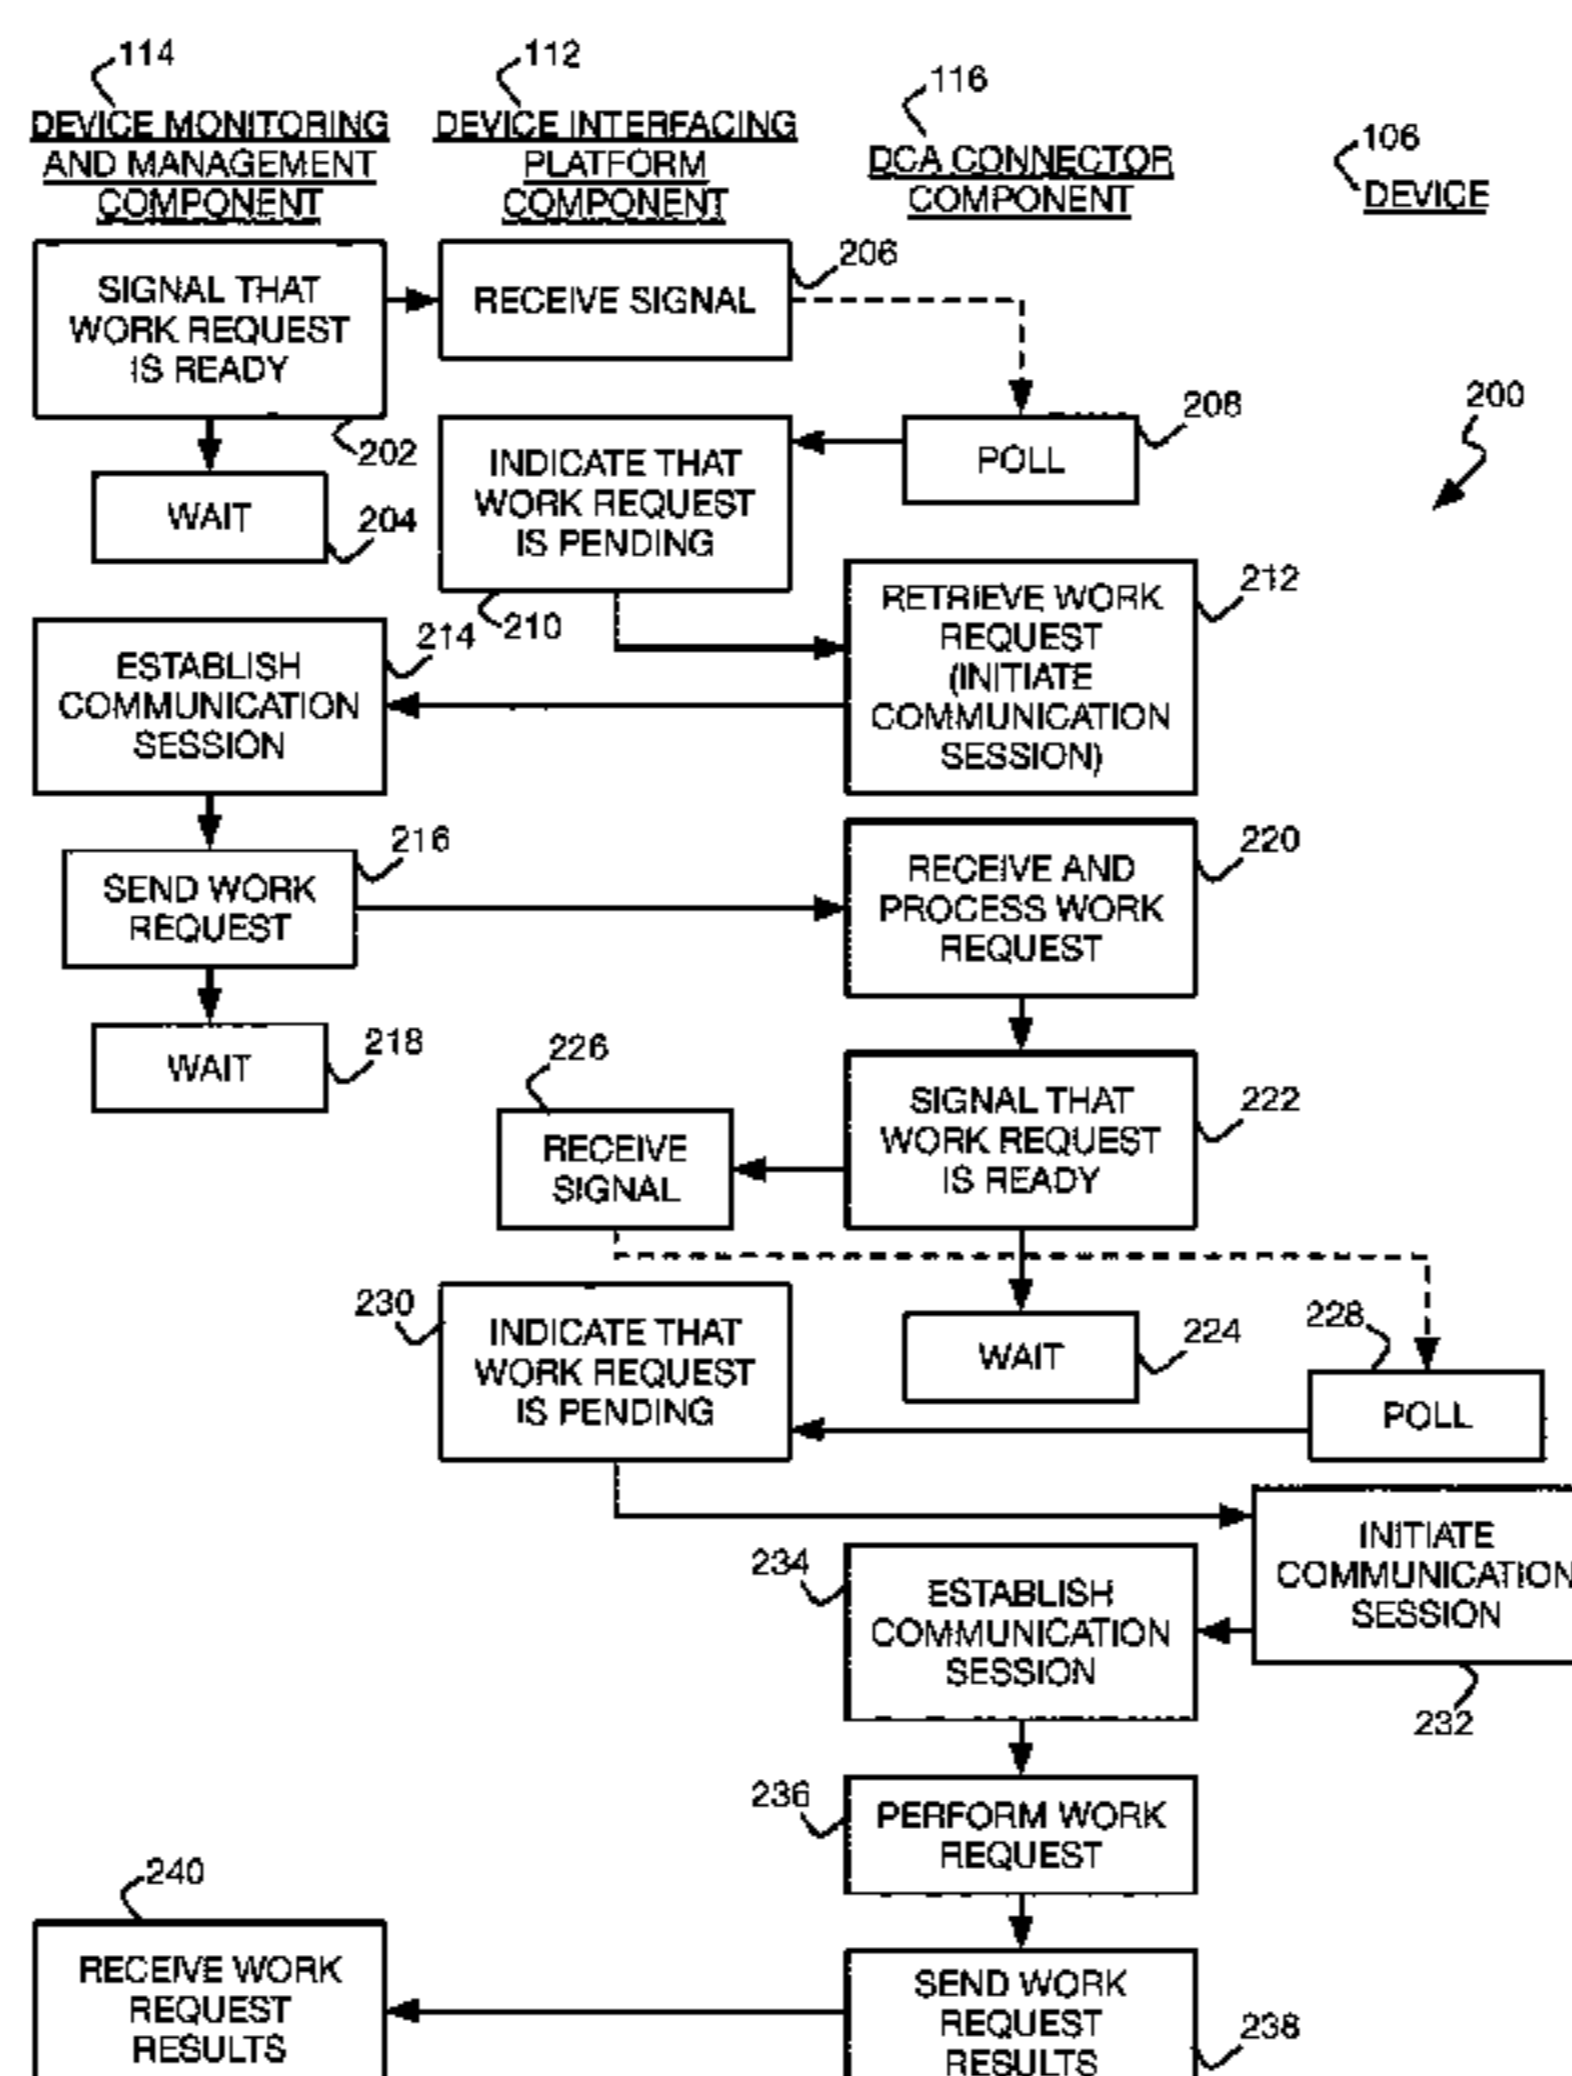 114
DEVICE MONITORING
AND MANAGEMENT
COMPONENT
112
DEVICE INTERFACING
PLATFORM
COMPONENT
116
DCA CONNECTOR
COMPONENT
106
DEVICE
SIGNAL THAT
WORK REQUEST
IS READY
202
RECEIVE SIGNAL
206
WAIT
204
INDICATE THAT
WORK REQUEST
IS PENDING
210
POLL
208
200
RETRIEVE WORK
REQUEST
(INITIATE
COMMUNICATION
SESSION)
212
ESTABLISH
COMMUNICATION
SESSION
214
SEND WORK
REQUEST
216
RECEIVE AND
PROCESS WORK
REQUEST
220
WAIT
218
SIGNAL THAT
WORK REQUEST
IS READY
222
226
RECEIVE
SIGNAL
230
INDICATE THAT
WORK REQUEST
IS PENDING
WAIT
224
228
POLL
INITIATE
COMMUNICATION
SESSION
232
234
ESTABLISH
COMMUNICATION
SESSION
236
PERFORM WORK
REQUEST
240
RECEIVE WORK
REQUEST
RESULTS
SEND WORK
REQUEST
RESULTS
238